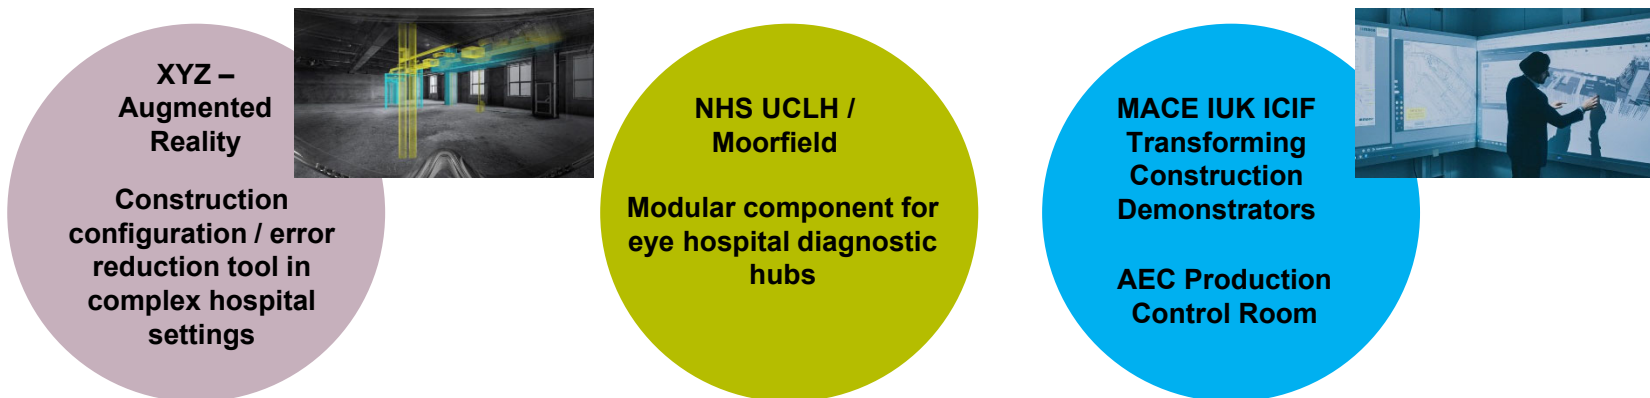 XYZ –
Augmented
Reality
Construction
configuration / error
reduction tool in
complex hospital
settings
NHS UCLH /
Moorfield
Modular component for
eye hospital diagnostic
hubs
MACE IUK ICIF
Transforming
Construction
Demonstrators
AEC Production
Control Room